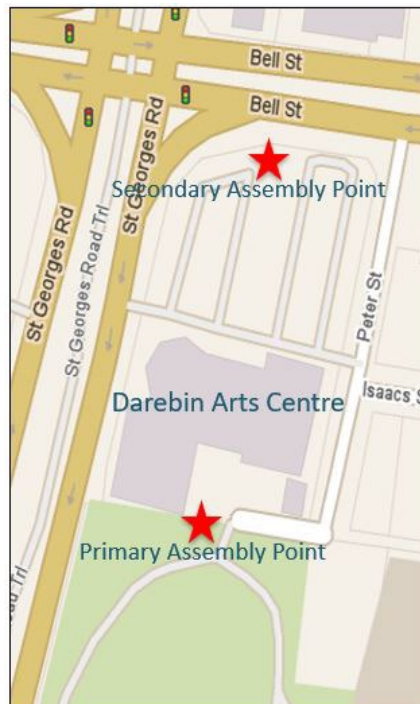 Bell St
Bell St
Secondary Assembly Point
St Georges Rd
St Georges Road Trl
St Georges Rd
Peter St
Isaacs S
Darebin Arts Centre
Primary Assembly Point
oad Trl